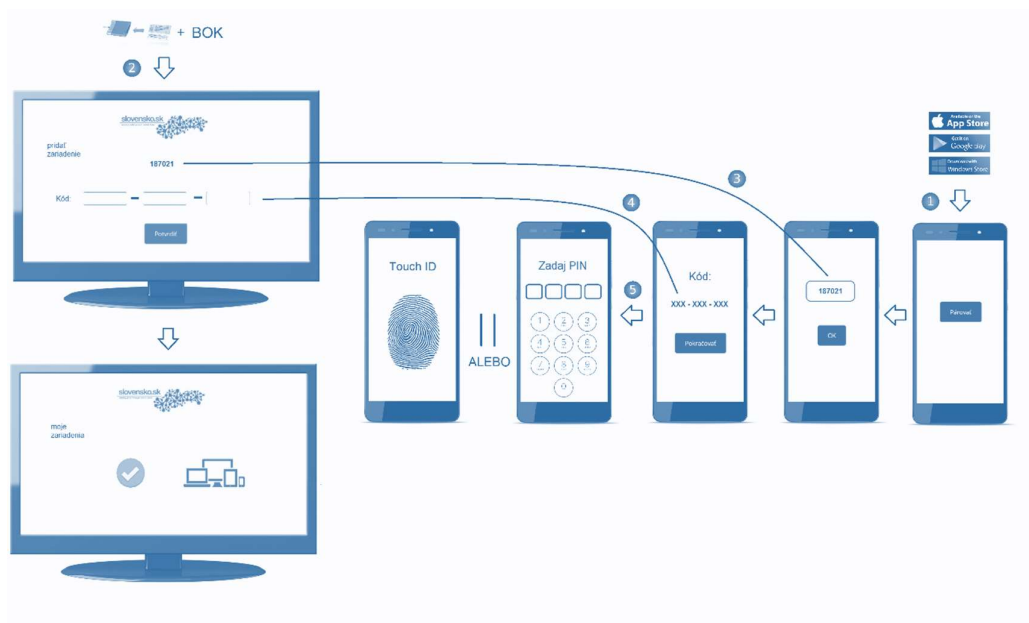 + BOK
2
slovensko.sk
pridať
zariadenie
187021
Kód:
Potvrdiť
slovensko.sk
moje
zariadenia
Touch ID
ALEBO
Zadaj PIN
1 2 3
4 5 6
7 8 9
0
5
4
Kód:
XXX - XXX - XXX
Pokračovať
3
187021
OK
App Store
Google play
Windows Store
1
Párovať